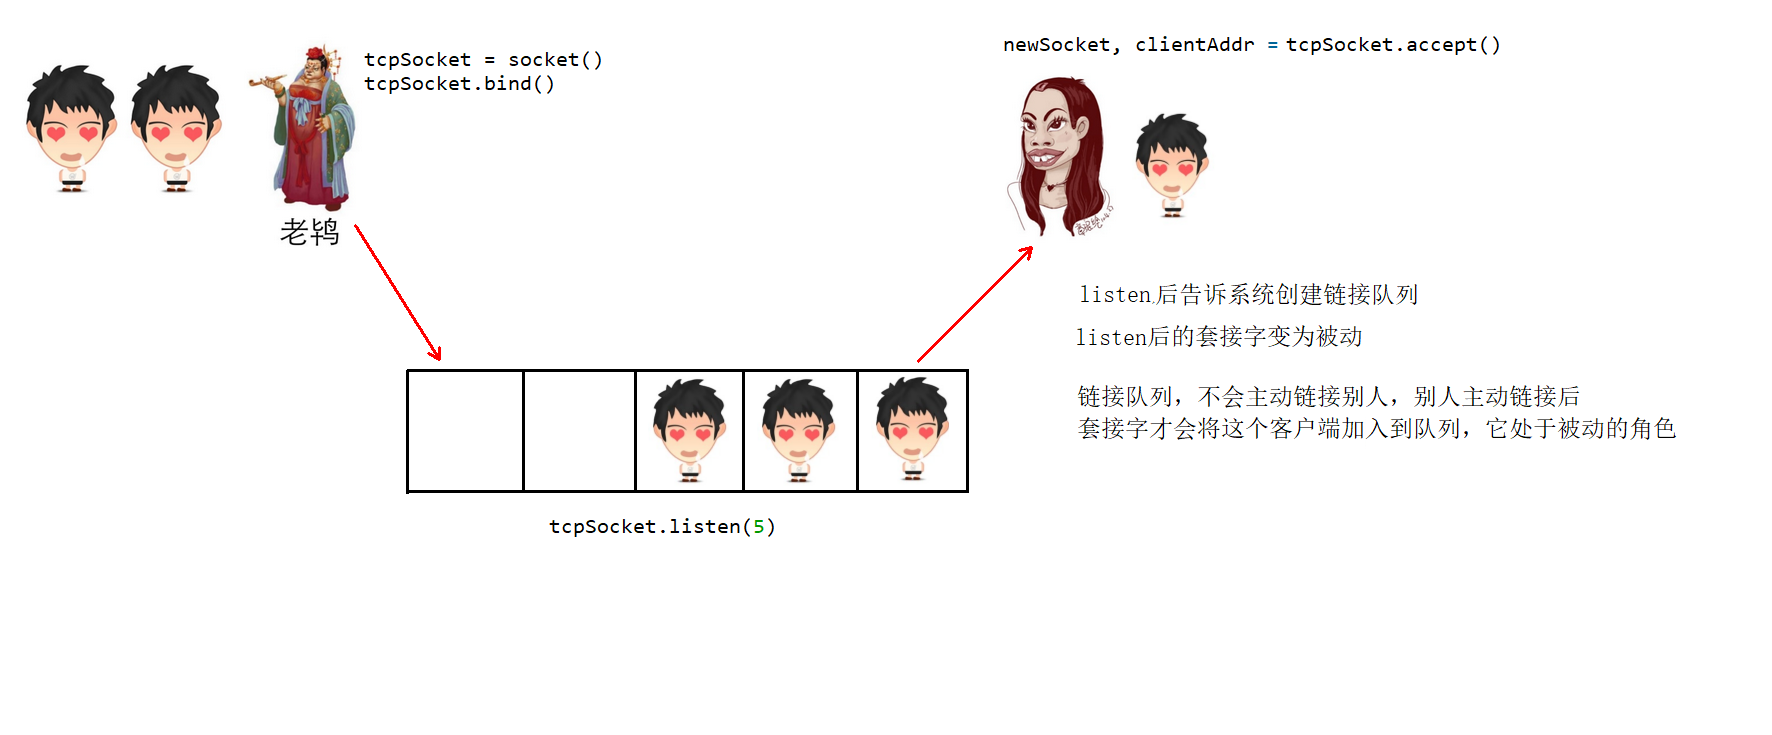 tcpSocket = socket()
tcpSocket.bind()
老鸨
newSocket, clientAddr = tcpSocket.accept()
listen后告诉系统创建链接队列
listen后的套接字变为被动
链接队列，不会主动链接别人，别人主动链接后
套接字才会将这个客户端加入到队列，它处于被动的角色
tcpSocket.listen(5)